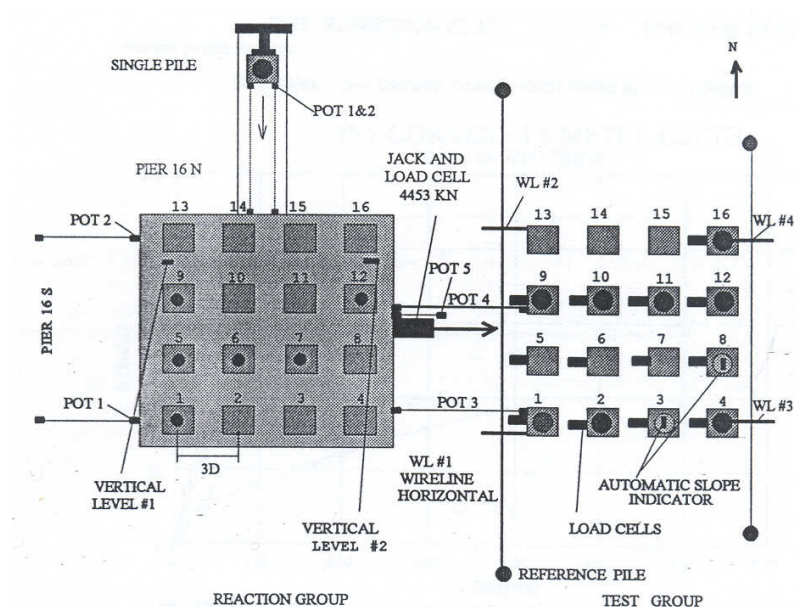 N
SINGLE PILE
POT 1&2
JACK AND
LOAD CELL
4453 KN
WL #2
PIER 16 N
13 14 15 16
13 14 15 16
POT 2
WL #4
POT 5
9 10 11 12
POT 4
9 10 11 12
PIER 16 S
5 6 7 8
5 6 7 8
1 2 3 4
POT 1
POT 3
1 2 3 4
WL #3
3D
WL #1
WIRELINE
HORIZONTAL
AUTOMATIC SLOPE
INDICATOR
VERTICAL
LEVEL #1
VERTICAL
LEVEL #2
LOAD CELLS
REFERENCE PILE
REACTION GROUP
TEST GROUP